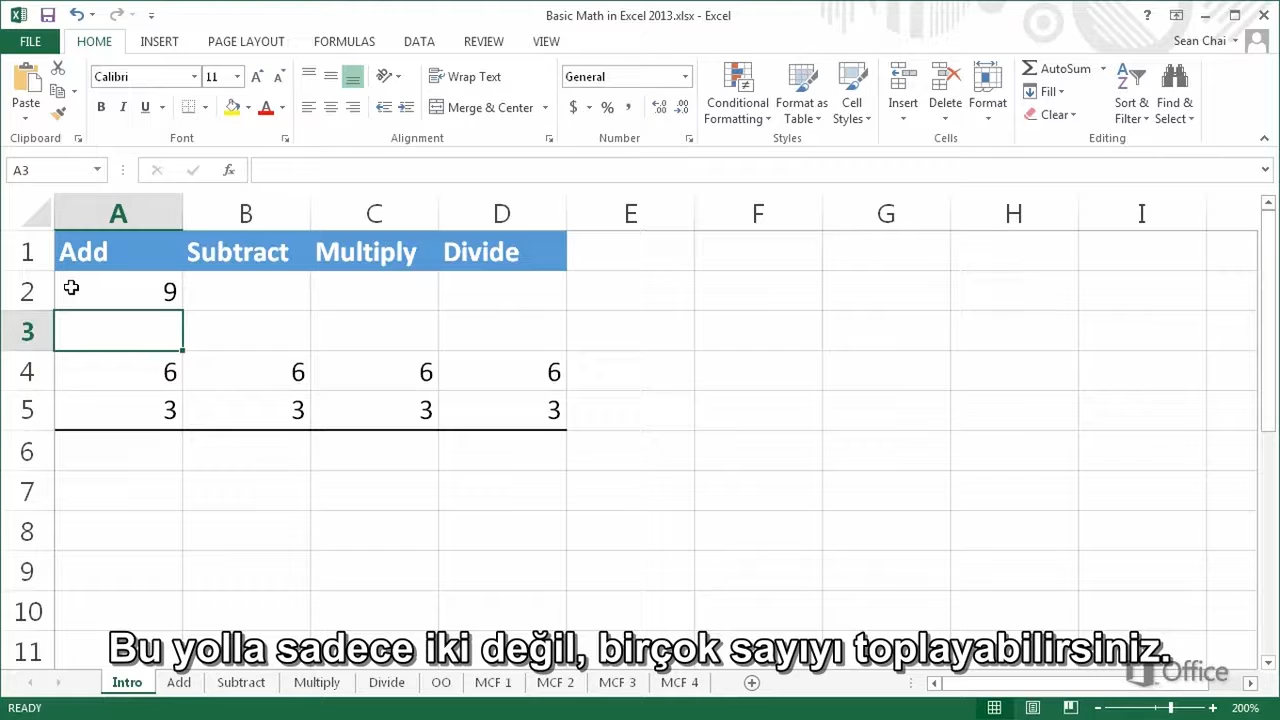 Basic Math in Excel 2013.xlsx - Excel
FILE HOME INSERT PAGE LAYOUT FORMULAS DATA REVIEW VIEW Sean Chai
Paste
Calibri 11
B I U A
Wrap Text
Merge & Center
General
$ % ,
Conditional Formatting
Format as Table
Cell Styles
Insert Delete Format
AutoSum
Fill
Clear
Sort & Filter
Find & Select
Clipboard Font Alignment Number Styles Cells Editing
A3 fx
A B C D E F G H I
1 Add Subtract Multiply Divide
2 9
3
4 6 6 6 6
5 3 3 3 3
6
7
8
9
10
11
Bu yolla sadece iki değil, birçok sayıyı toplayabilirsiniz.
Office
Intro Add Subtract Multiply Divide MCF 1 MCF 2 MCF 3 MCF 4
READY 200%